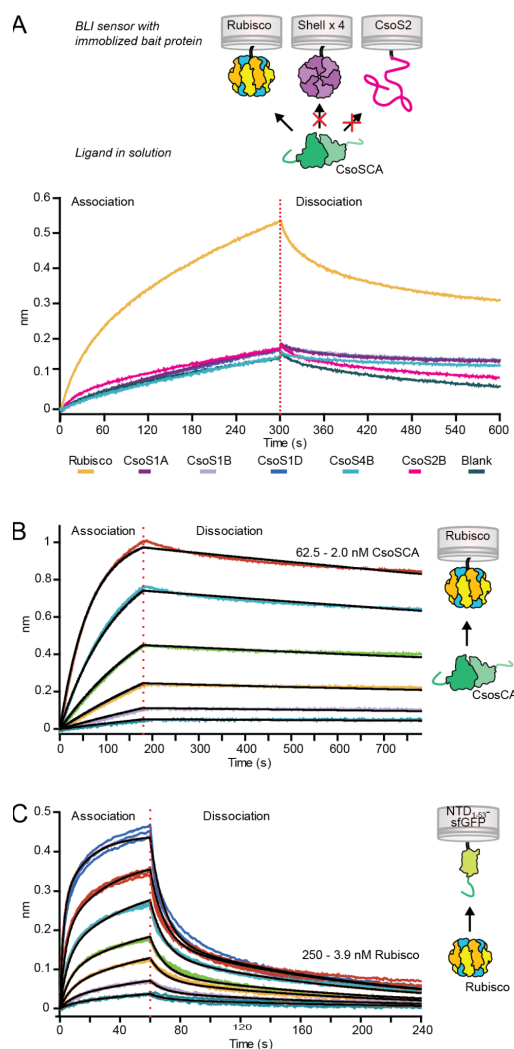 A
BLI sensor with
immoblized bait protein
Rubisco
Shell x 4
CsoS2
Ligand in solution
CsoSCA
Association
Dissociation
0.6
0.5
0.3
0.2
0.1
0
nm
0
60
120
180
240
300
360
420
480
540
600
Time (s)
Rubisco
CsoS1A
CsoS1B
CsoS1D
CsoS4B
CsoS2B
Blank
B
Association
Dissociation
62.5 - 2.0 nM CsoSCA
1
0.8
0.6
0.4
0.2
0
nm
0
100
200
300
400
500
600
700
Time (s)
Rubisco
CsosCA
C
Association
Dissociation
250 - 3.9 nM Rubisco
0.5
0.4
0.3
0.2
0.1
0
nm
0
40
80
120
160
200
240
Time (s)
NTD1-53-
sfGFP
Rubisco